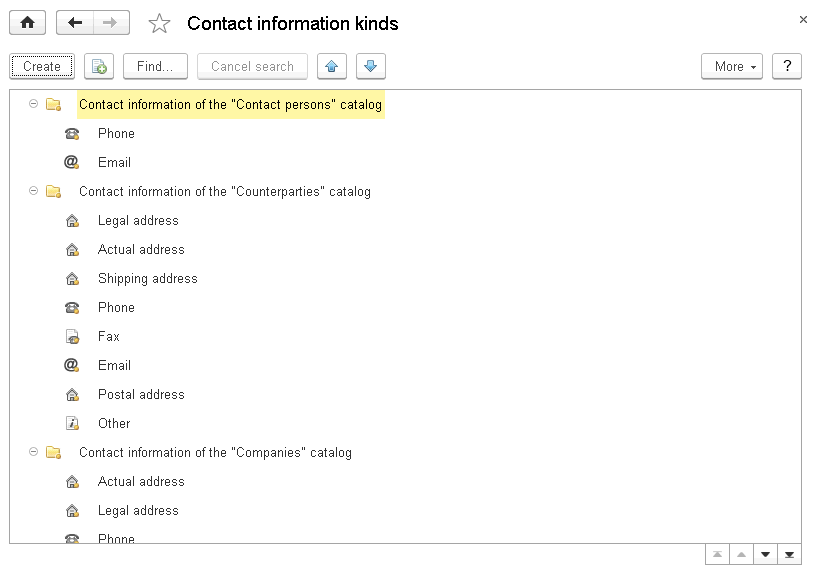 Contact information kinds
Create
Find...
Cancel search
More
?
Contact information of the "Contact persons" catalog
Phone
Email
Contact information of the "Counterparties" catalog
Legal address
Actual address
Shipping address
Phone
Fax
Email
Postal address
Other
Contact information of the "Companies" catalog
Actual address
Legal address
Phone